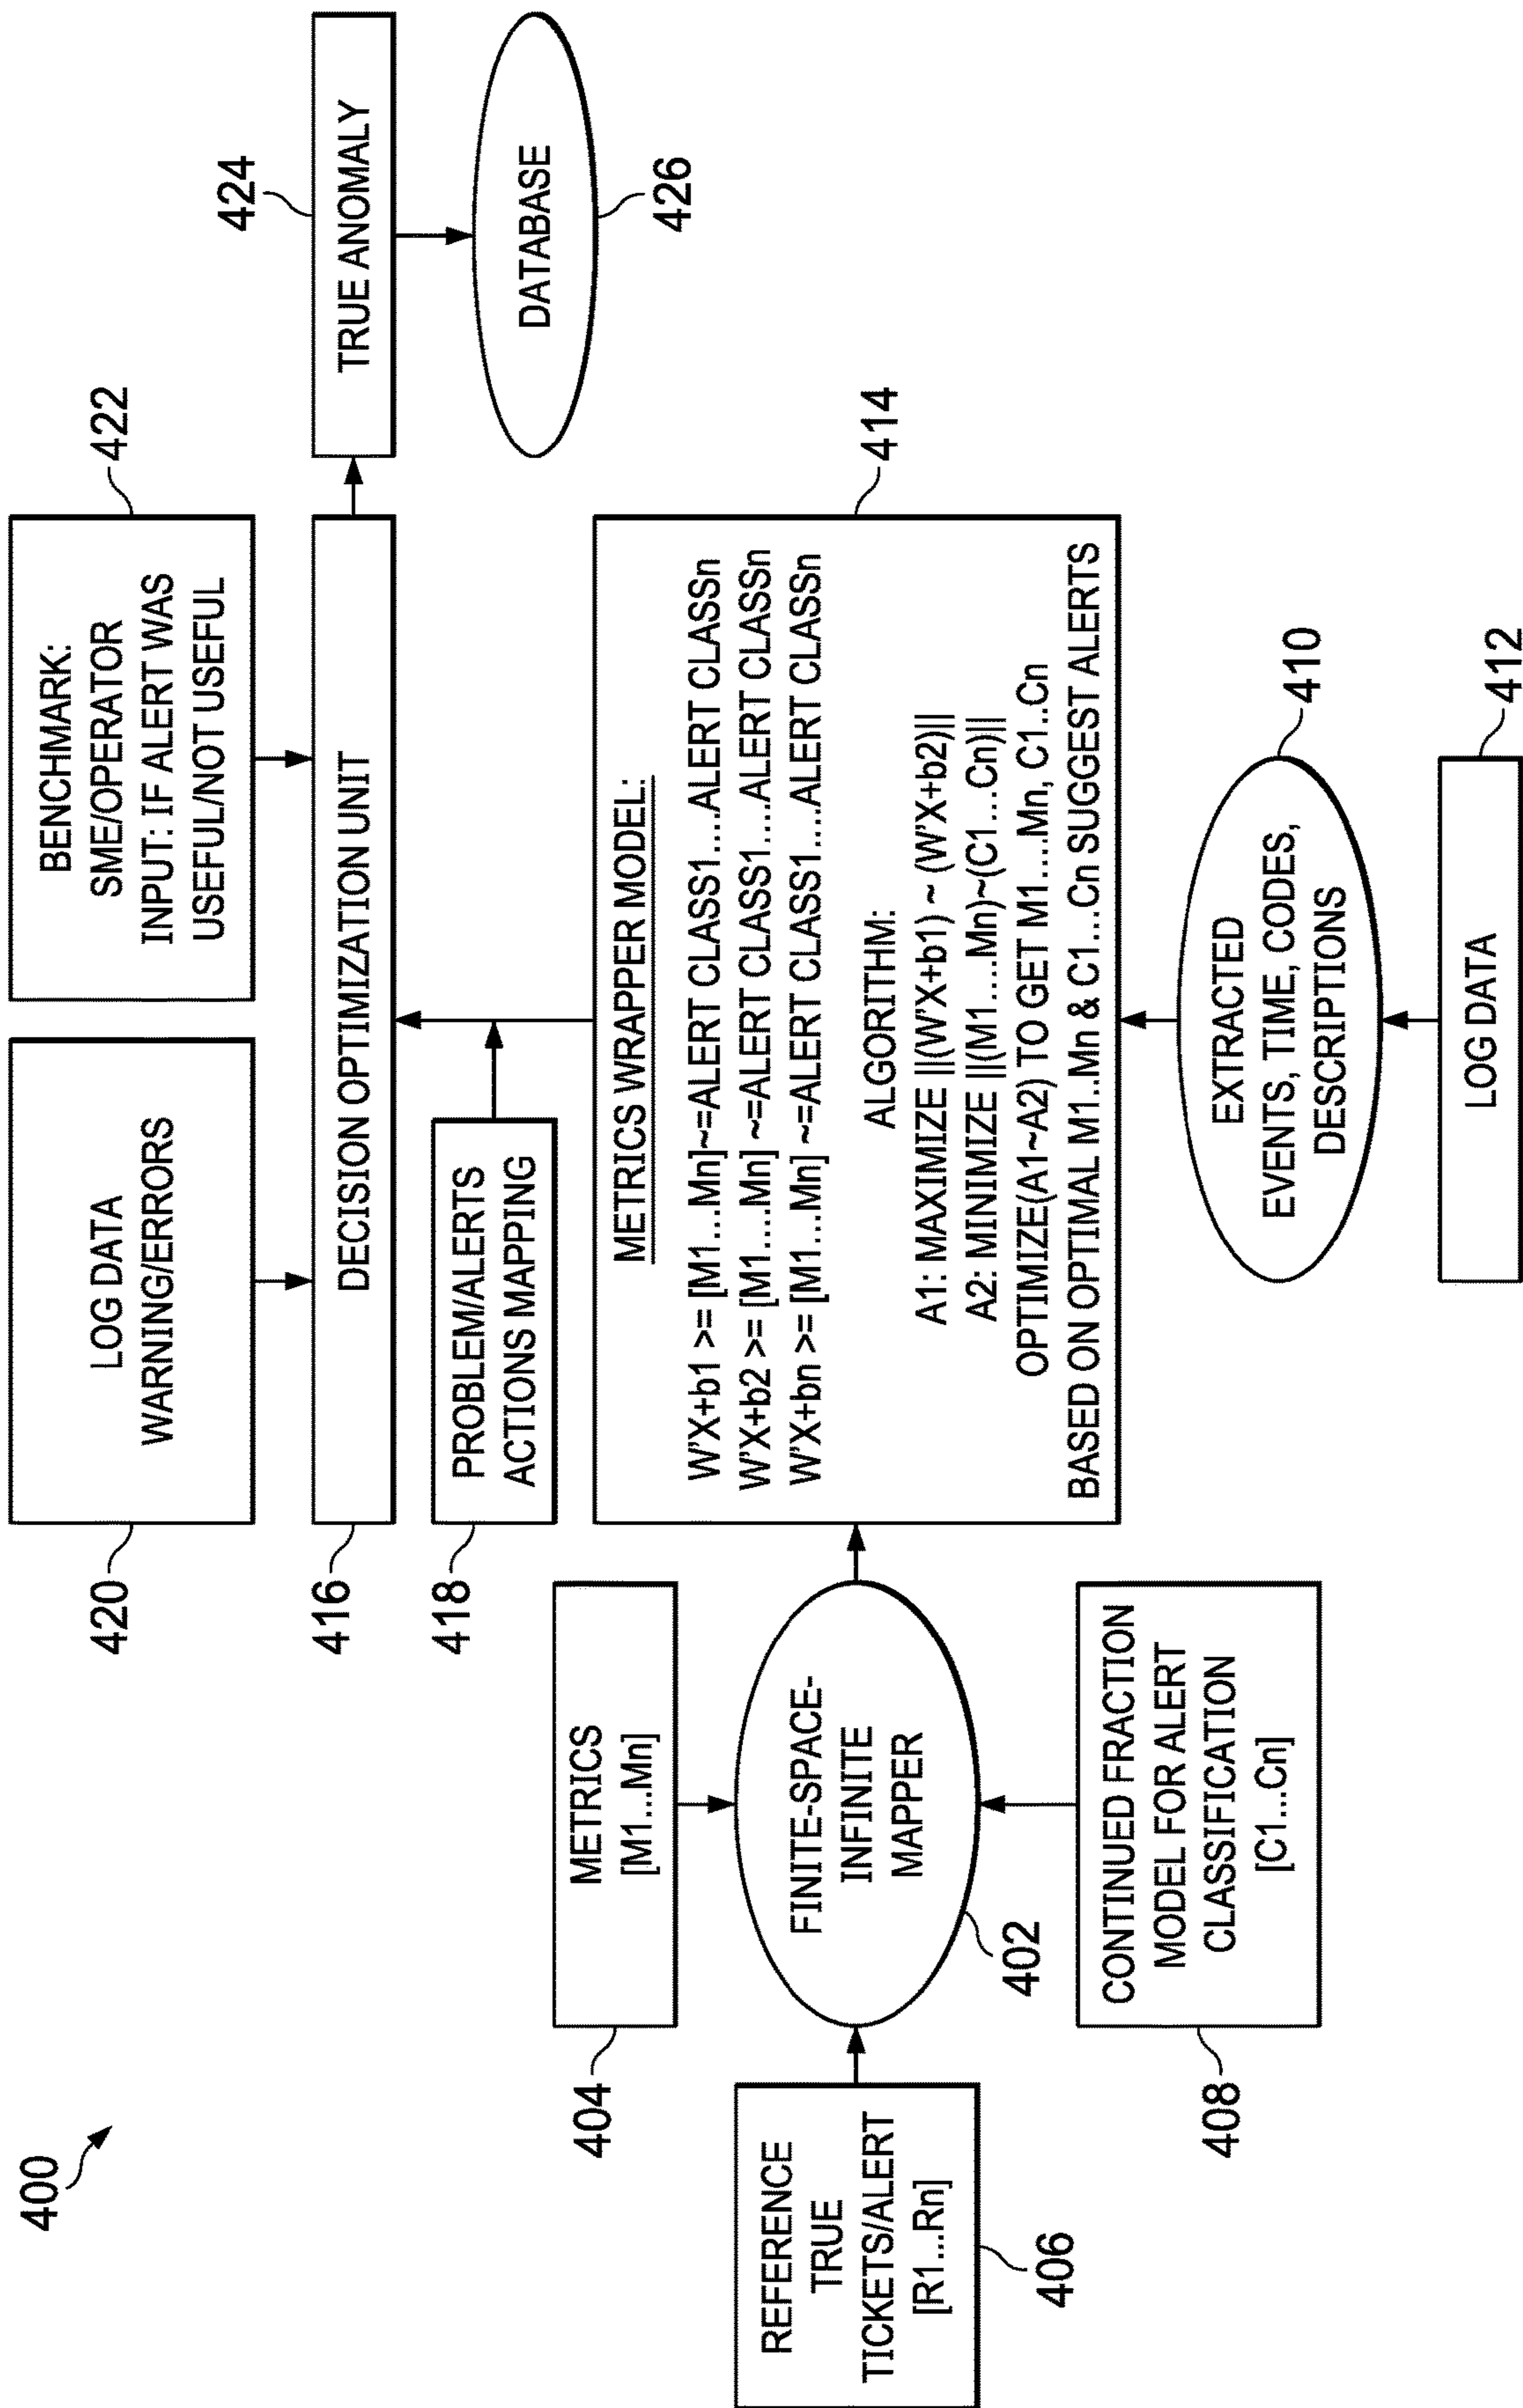 400
420
LOG DATA
WARNING/ERRORS
BENCHMARK:
SME/OPERATOR
INPUT: IF ALERT WAS
USEFUL/NOT USEFUL
422
416
DECISION OPTIMIZATION UNIT
424
TRUE ANOMALY
418
PROBLEM/ALERTS
ACTIONS MAPPING
DATABASE
426
404
METRICS
[M1...Mn]
REFERENCE
TRUE
TICKETS/ALERT
[R1...Rn]
406
FINITE-SPACE-
INFINITE
MAPPER
402
METRICS WRAPPER MODEL:
W'X+b1 >= [M1...Mn]~=ALERT CLASS1....ALERT CLASSn
W'X+b2 >= [M1....Mn] ~=ALERT CLASS1....ALERT CLASSn
W'X+bn >= [M1...Mn] ~=ALERT CLASS1...ALERT CLASSn
ALGORITHM:
A1: MAXIMIZE ||(W'X+b1) ~ (W'X+b2)||
A2: MINIMIZE ||(M1....Mn)~(C1...Cn)||
OPTIMIZE(A1~A2) TO GET M1....Mn, C1..Cn
BASED ON OPTIMAL M1..Mn & C1...Cn SUGGEST ALERTS
414
408
CONTINUED FRACTION
MODEL FOR ALERT
CLASSIFICATION
[C1...Cn]
EXTRACTED
EVENTS, TIME, CODES,
DESCRIPTIONS
410
LOG DATA
412